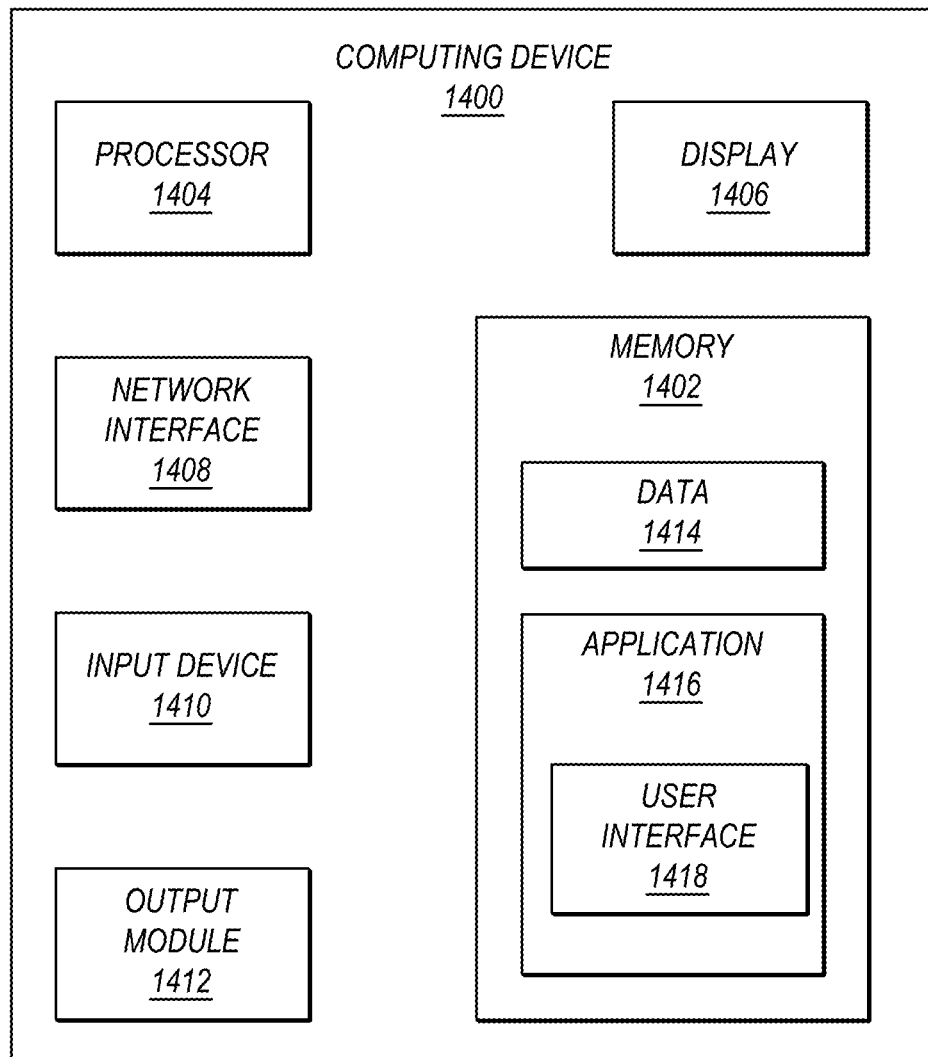 COMPUTING DEVICE
1400
PROCESSOR
1404
DISPLAY
1406
NETWORK
INTERFACE
1408
MEMORY
1402
DATA
1414
INPUT DEVICE
1410
APPLICATION
1416
USER
INTERFACE
1418
OUTPUT
MODULE
1412